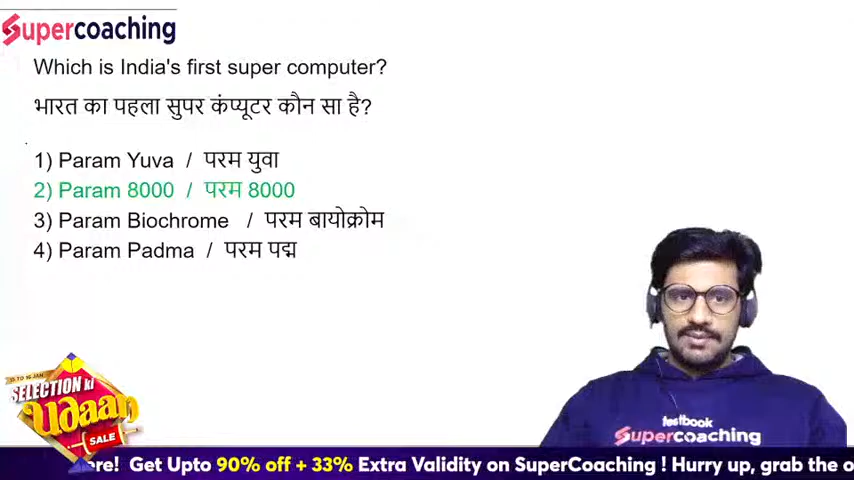 Supercoaching
Which is India's first super computer?
भारत का पहला सुपर कंप्यूटर कौन सा है?
1) Param Yuva / परम युवा
2) Param 8000 / परम 8000
3) Param Biochrome / परम बायोक्रोम
4) Param Padma / परम पद्म
SELECTION ki
Udaan
SALE
testbook
Supercoaching
ere! Get Upto 90% off + 33% Extra Validity on SuperCoaching ! Hurry up, grab the o